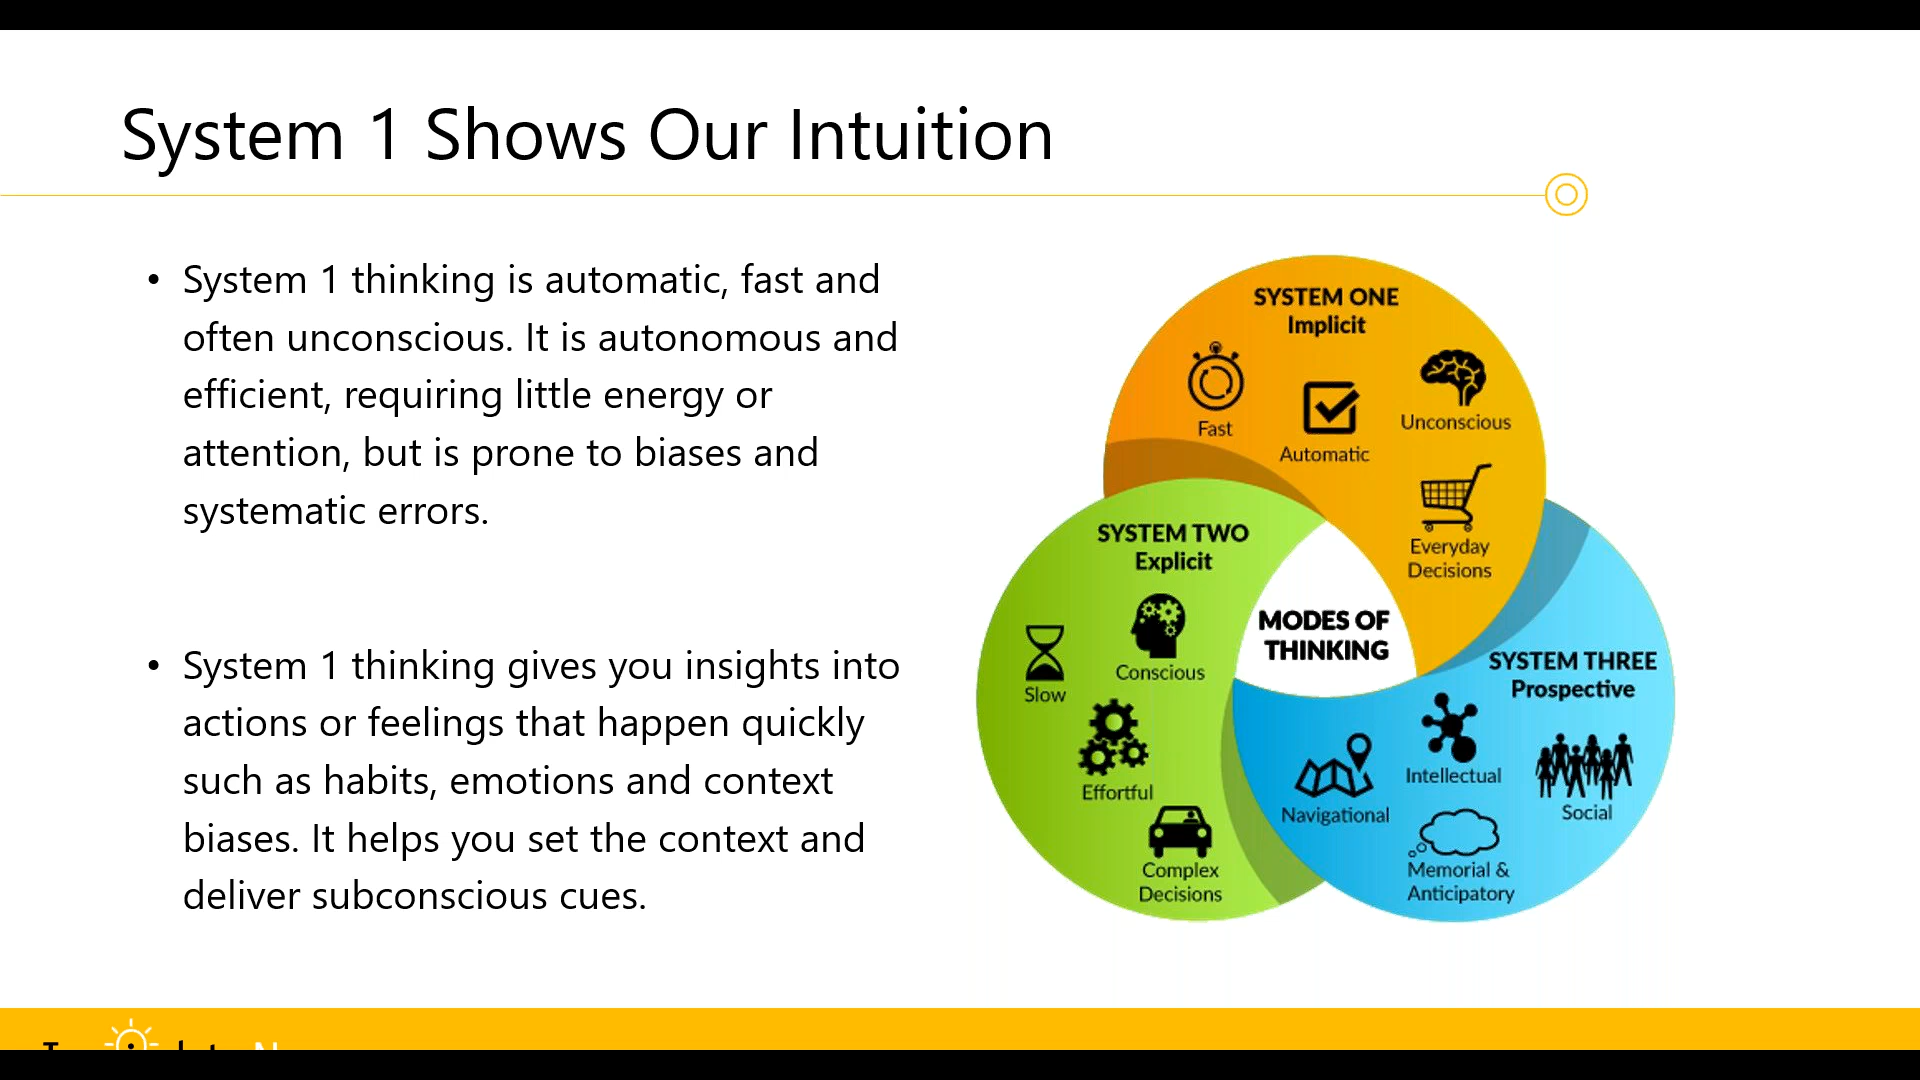 System 1 Shows Our Intuition
• System 1 thinking is automatic, fast and
often unconscious. It is autonomous and
efficient, requiring little energy or
attention, but is prone to biases and
systematic errors.
• System 1 thinking gives you insights into
actions or feelings that happen quickly
such as habits, emotions and context
biases. It helps you set the context and
deliver subconscious cues.
SYSTEM ONE
Implicit
Fast
Automatic
Unconscious
Everyday
Decisions
SYSTEM TWO
Explicit
Slow
Conscious
Effortful
Complex
Decisions
MODES OF
THINKING
SYSTEM THREE
Prospective
Navigational
Intellectual
Social
Memorial &
Anticipatory